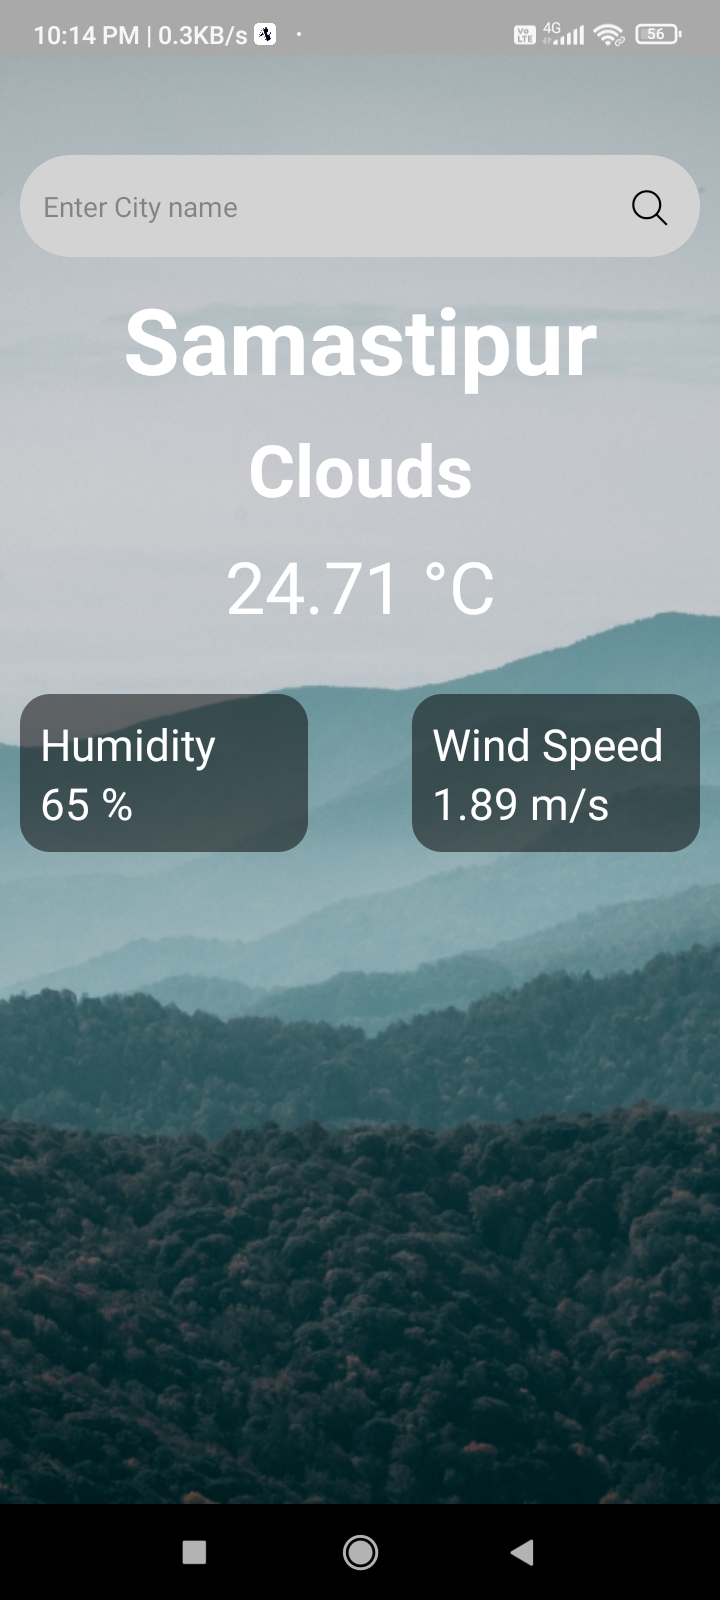 10:14 PM | 0.3KB/s
Vo LTE 4G 56
Enter City name
Samastipur
Clouds
24.71 °C
Humidity
65 %
Wind Speed
1.89 m/s